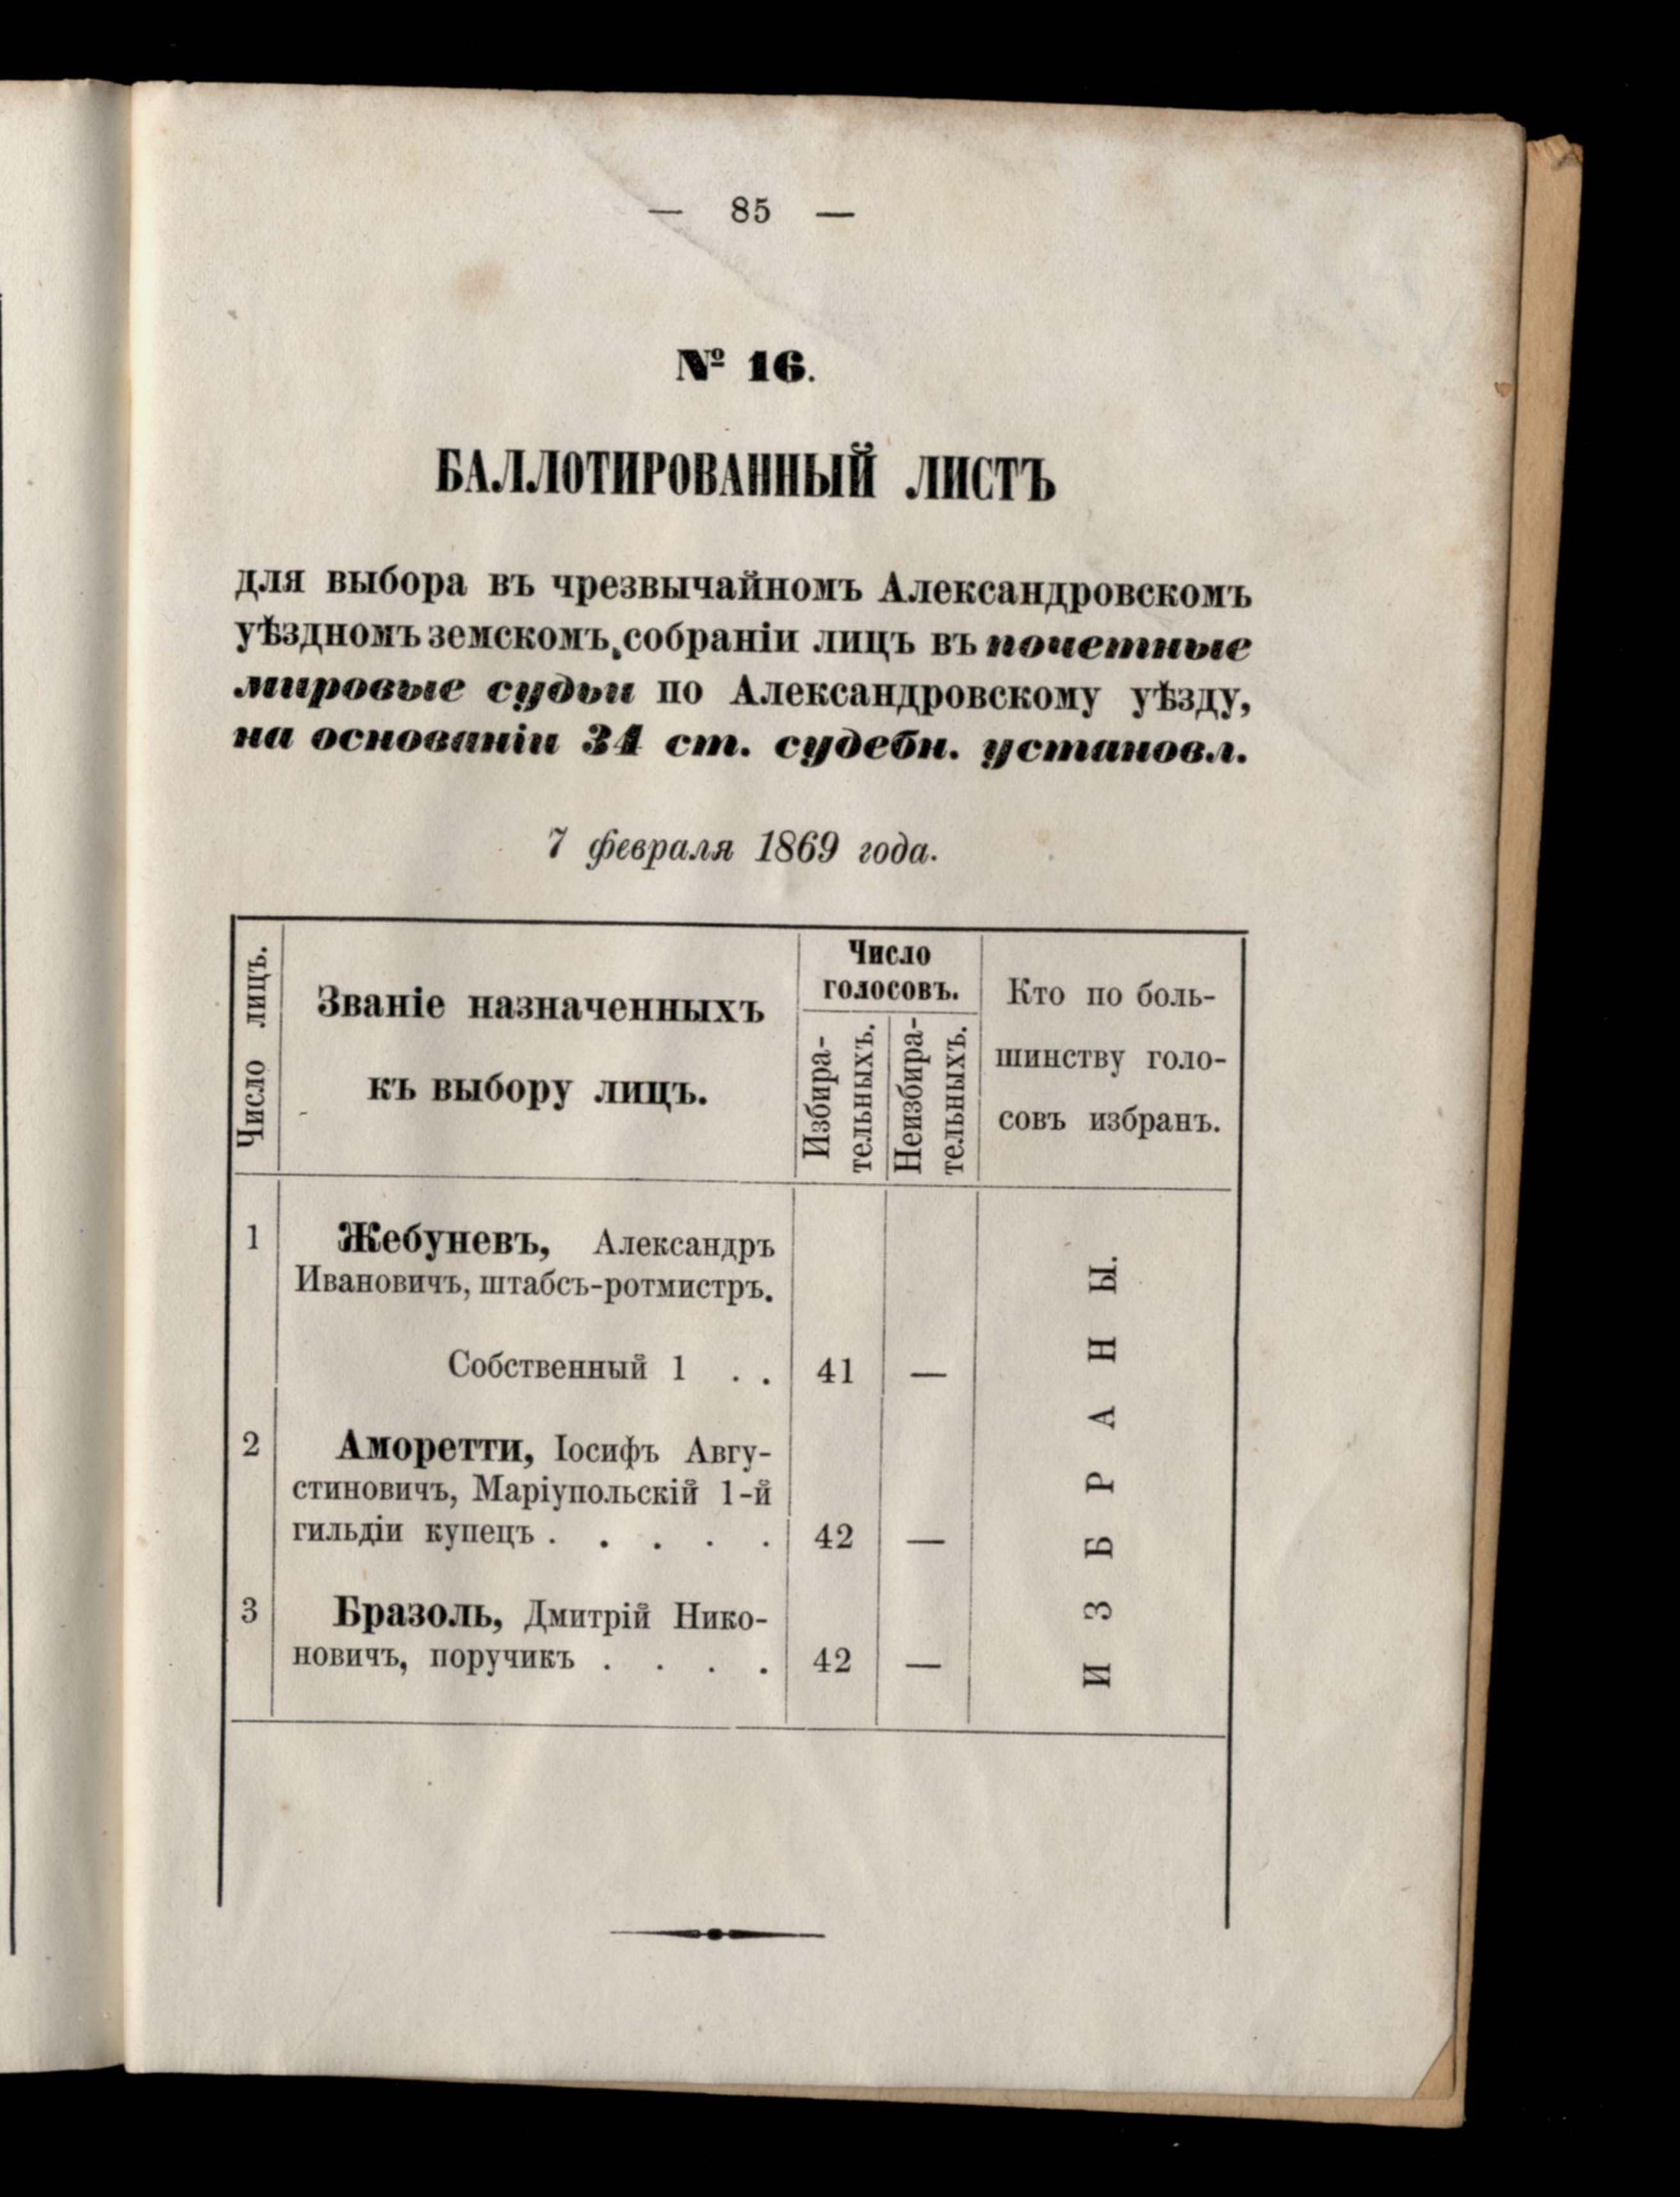 — 85 —
№ 16.
БАЛЛОТИРОВАННЫЙ ЛИСТЪ
для выбора въ чрезвычайномъ Александровскомъ
уѣздномъ земскомъ собраніи лицъ въ почетные
мировые судьи по Александровскому уѣзду,
на основаніи 34 ст. судебн. установл.
7 февраля 1869 года.
Число лицъ.
Званіе назначенныхъ
къ выбору лицъ.
Число
голосовъ.
Избира-
тельныхъ.
Неизбира-
тельныхъ.
Кто по боль-
шинству голо-
совъ избранъ.
1 Жебуневъ, Александръ
Ивановичъ, штабсъ-ротмистръ.
Собственный 1 . . 41 —
2 Аморетти, Іосифъ Авгу-
стиновичъ, Маріупольскій 1-й
гильдіи купецъ . . . . . 42 —
3 Бразоль, Дмитрій Нико-
новичъ, поручикъ . . . . 42 —
ИЗБРАНЫ.